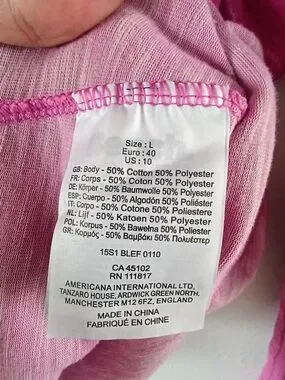 Size : L
Euro : 40
US : 10
GB: Body - 50% Cotton 50% Polyester
FR: Corps - 50% Coton 50% Polyester
DE: Körper - 50% Baumwolle 50% Polyester
ESP: Cuerpo - 50% Algodón 50% Poliéster
IT: Corpo - 50% Cotone 50% Poliestere
NL: Lijf - 50% Katoen 50% Polyester
POL: Korpus - 50% Bawełna 50% Polyester
GR: Κορμός - 50% Βαμβάκι 50% Πολυέστερ
15S1 BLEF 0110
CA 45102
RN 111817
AMERICANA INTERNATIONAL LTD,
TANZARO HOUSE, ARDWICK GREEN NORTH,
MANCHESTER M12 6FZ, ENGLAND
MADE IN CHINA
FABRIQUÉ EN CHINE